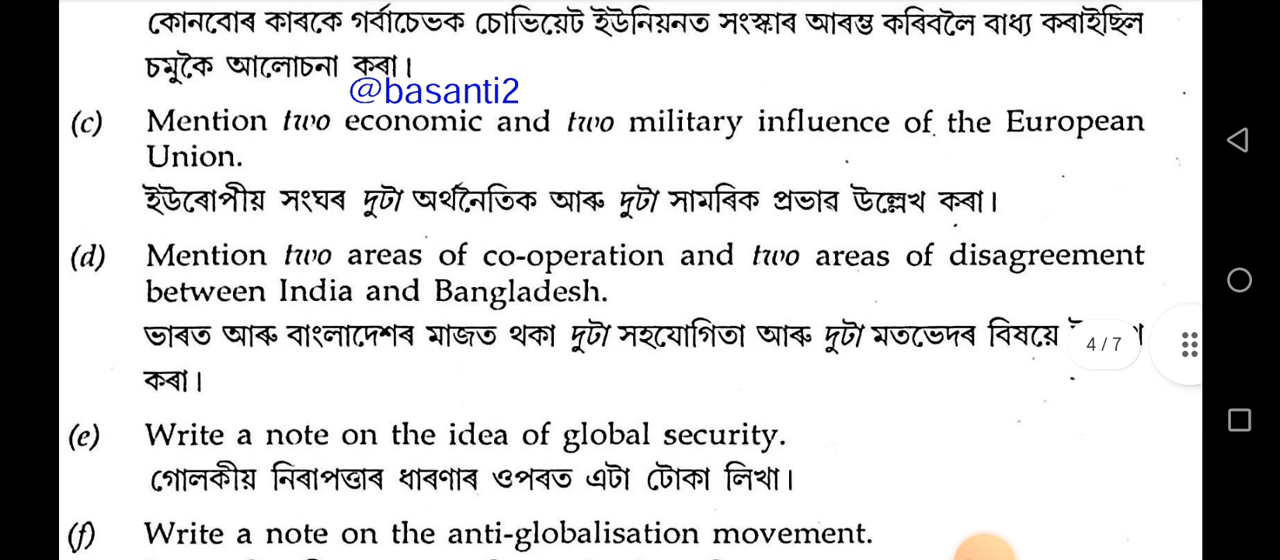 কোনবোৰ কাৰকে গৰ্বাচেভক চোভিয়েট ইউনিয়নত সংস্কাৰ আৰম্ভ কৰিবলৈ বাধ্য কৰাইছিল
চমুকৈ আলোচনা কৰা।
@basanti2
(c) Mention two economic and two military influence of the European
Union.
ইউৰোপীয় সংঘৰ দুটা অৰ্থনৈতিক আৰু দুটা সামৰিক প্ৰভাৱ উল্লেখ কৰা।
(d) Mention two areas of co-operation and two areas of disagreement
between India and Bangladesh.
ভাৰত আৰু বাংলাদেশৰ মাজত থকা দুটা সহযোগিতা আৰু দুটা মতভেদৰ বিষয়ে
4 / 7
কৰা।
(e) Write a note on the idea of global security.
গোলকীয় নিৰাপত্তাৰ ধাৰণাৰ ওপৰত এটা টোকা লিখা।
(f) Write a note on the anti-globalisation movement.